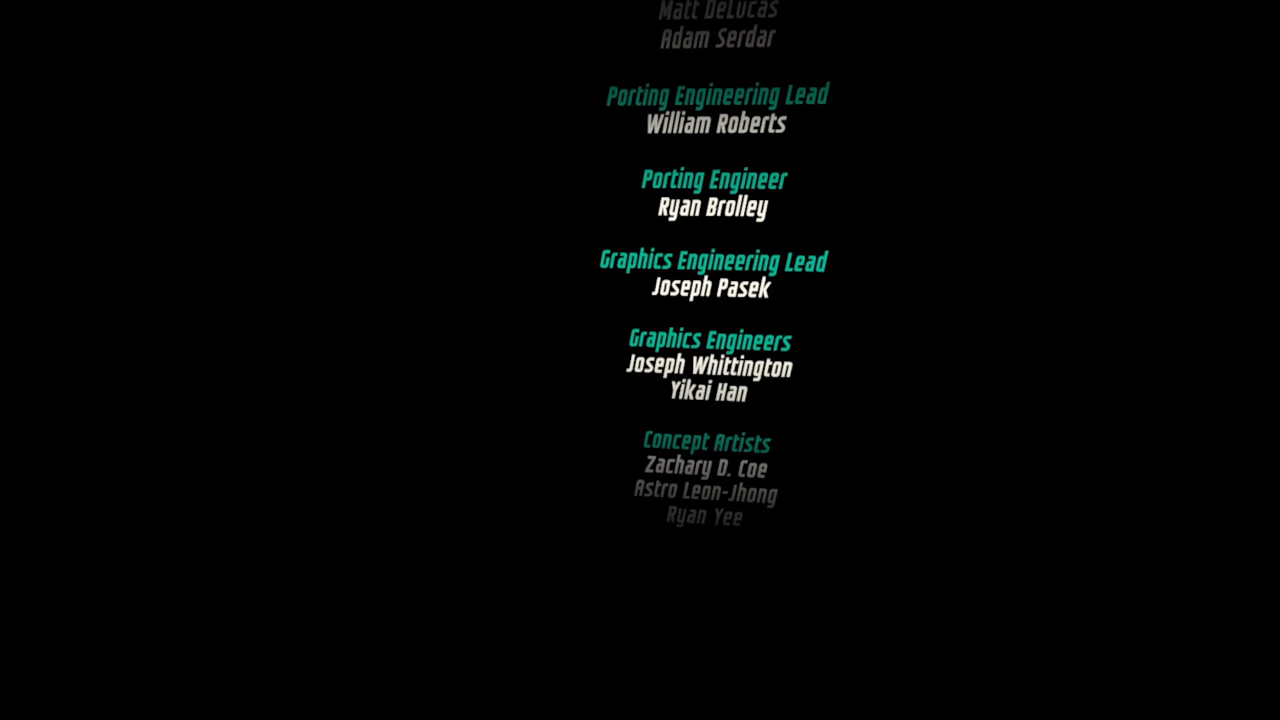 Matt DeLucas
Adam Serdar
Porting Engineering Lead
William Roberts
Porting Engineer
Ryan Brolley
Graphics Engineering Lead
Joseph Pasek
Graphics Engineers
Joseph Whittington
Yikai Han
Concept Artists
Zachary D. Coe
Astro Leon-Jhong
Ryan Yee